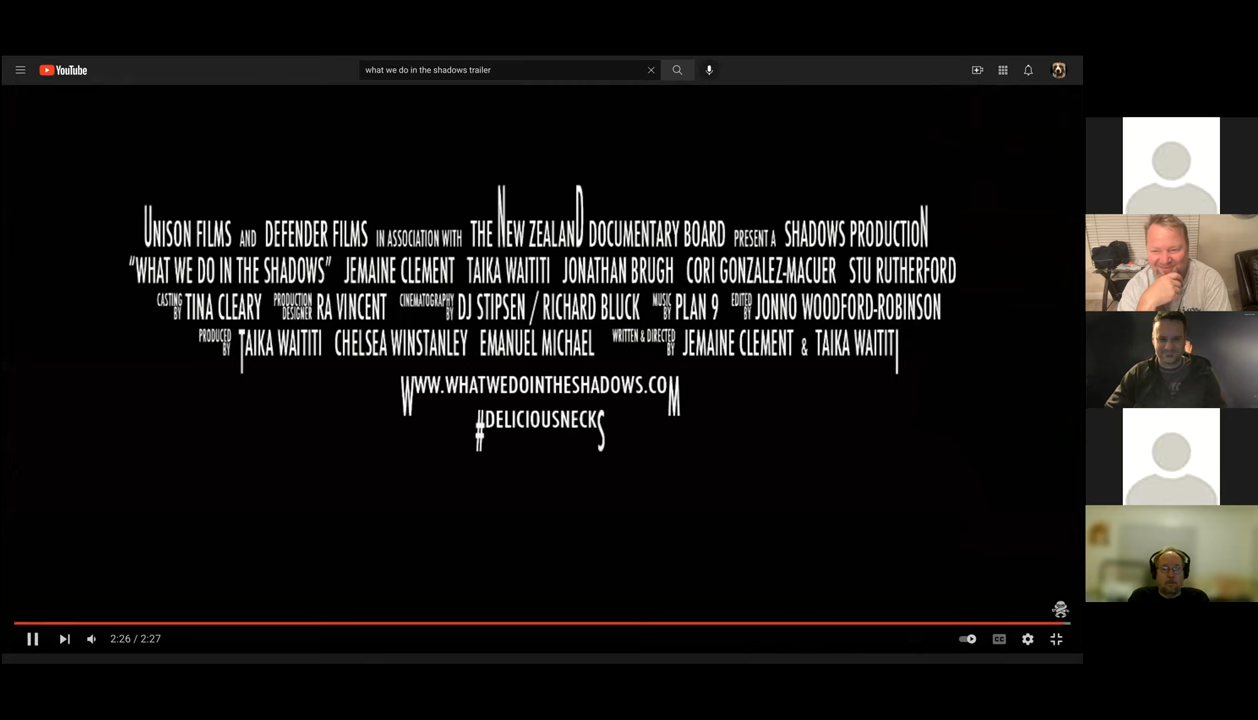 YouTube
what we do in the shadows trailer
UNISON FILMS AND DEFENDER FILMS IN ASSOCIATION WITH THE NEW ZEALAND DOCUMENTARY BOARD PRESENT A SHADOWS PRODUCTION
"WHAT WE DO IN THE SHADOWS" JEMAINE CLEMENT TAIKA WAITITI JONATHAN BRUGH CORI GONZALEZ-MACUER STU RUTHERFORD
CASTING BY TINA CLEARY PRODUCTION DESIGNER RA VINCENT CINEMATOGRAPHY BY DJ STIPSEN / RICHARD BLUCK MUSIC BY PLAN 9 EDITED BY JONNO WOODFORD-ROBINSON
PRODUCED BY TAIKA WAITITI CHELSEA WINSTANLEY EMANUEL MICHAEL WRITTEN & DIRECTED BY JEMAINE CLEMENT & TAIKA WAITITI
WWW.WHATWEDOINTHESHADOWS.COM
#DELICIOUSNECKS
2:26 / 2:27
CC